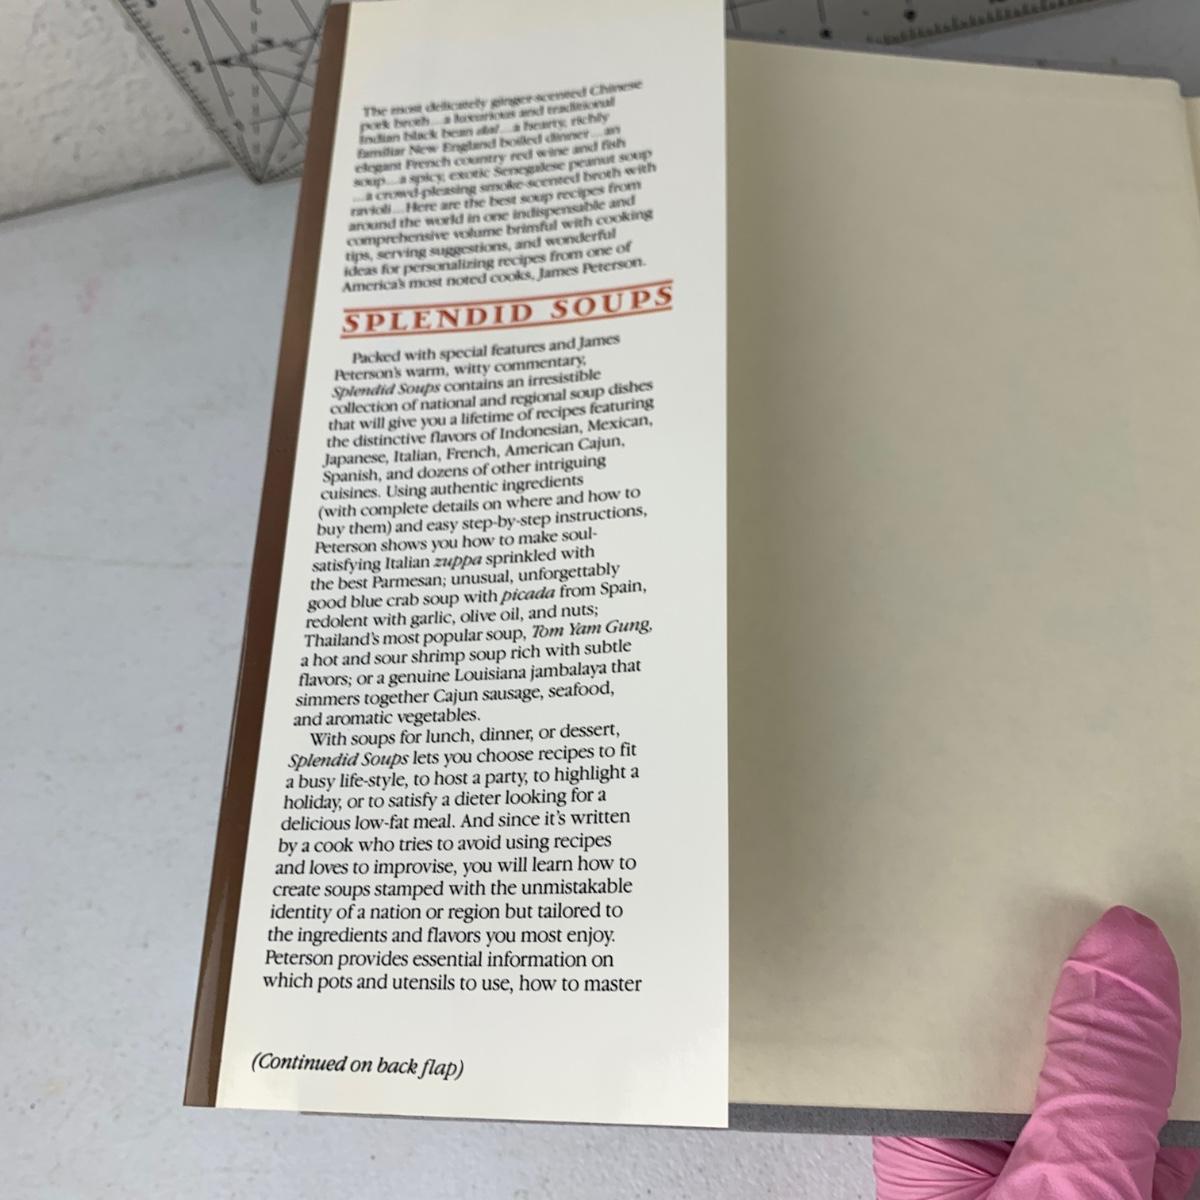 The most delicately ginger-scented Chinese
pork broth...a luxurious and traditional
Indian black bean dal...a hearty, richly
familiar New England boiled dinner...an
elegant French country red wine and fish
soup...a spicy, exotic Senegalese peanut soup
...a crowd-pleasing smoke-scented broth with
ravioli...Here are the best soup recipes from
around the world in one indispensable and
comprehensive volume brimful with cooking
tips, serving suggestions, and wonderful
ideas for personalizing recipes from one of
America's most noted cooks, James Peterson.
SPLENDID SOUPS
Packed with special features and James
Peterson's warm, witty commentary,
Splendid Soups contains an irresistible
collection of national and regional soup dishes
that will give you a lifetime of recipes featuring
the distinctive flavors of Indonesian, Mexican,
Japanese, Italian, French, American Cajun,
Spanish, and dozens of other intriguing
cuisines. Using authentic ingredients
(with complete details on where and how to
buy them) and easy step-by-step instructions,
Peterson shows you how to make soul-
satisfying Italian zuppa sprinkled with
the best Parmesan; unusual, unforgettably
good blue crab soup with picada from Spain,
redolent with garlic, olive oil, and nuts;
Thailand's most popular soup, Tom Yam Gung,
a hot and sour shrimp soup rich with subtle
flavors; or a genuine Louisiana jambalaya that
simmers together Cajun sausage, seafood,
and aromatic vegetables.
With soups for lunch, dinner, or dessert,
Splendid Soups lets you choose recipes to fit
a busy life-style, to host a party, to highlight a
holiday, or to satisfy a dieter looking for a
delicious low-fat meal. And since it's written
by a cook who tries to avoid using recipes
and loves to improvise, you will learn how to
create soups stamped with the unmistakable
identity of a nation or region but tailored to
the ingredients and flavors you most enjoy.
Peterson provides essential information on
which pots and utensils to use, how to master
(Continued on back flap)